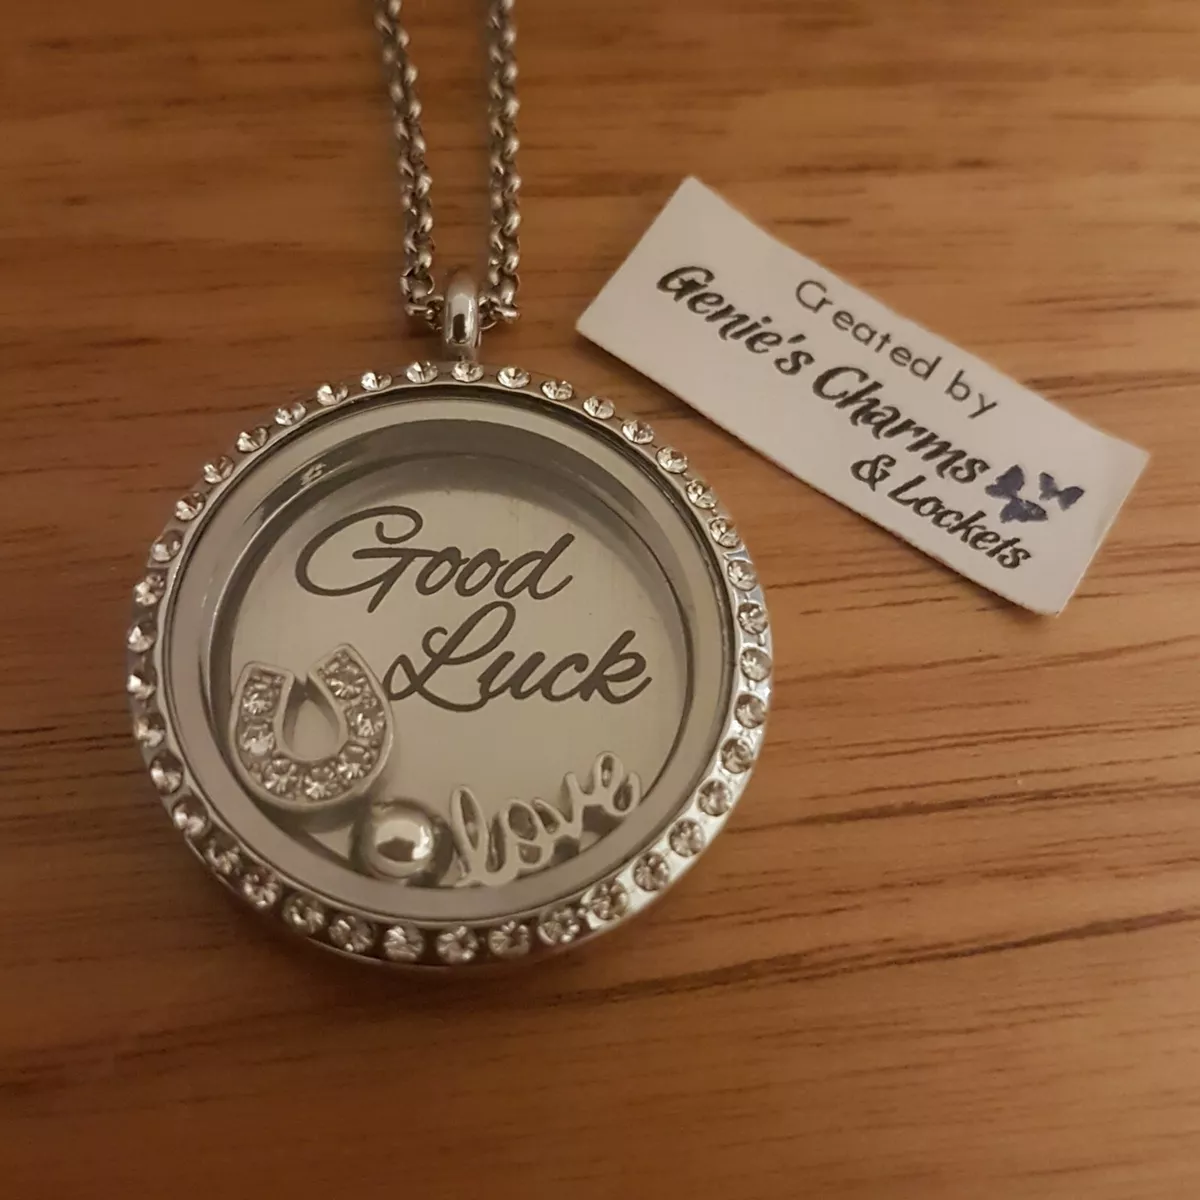 Good
Luck
love
Created by
Genie's Charms
& Lockets